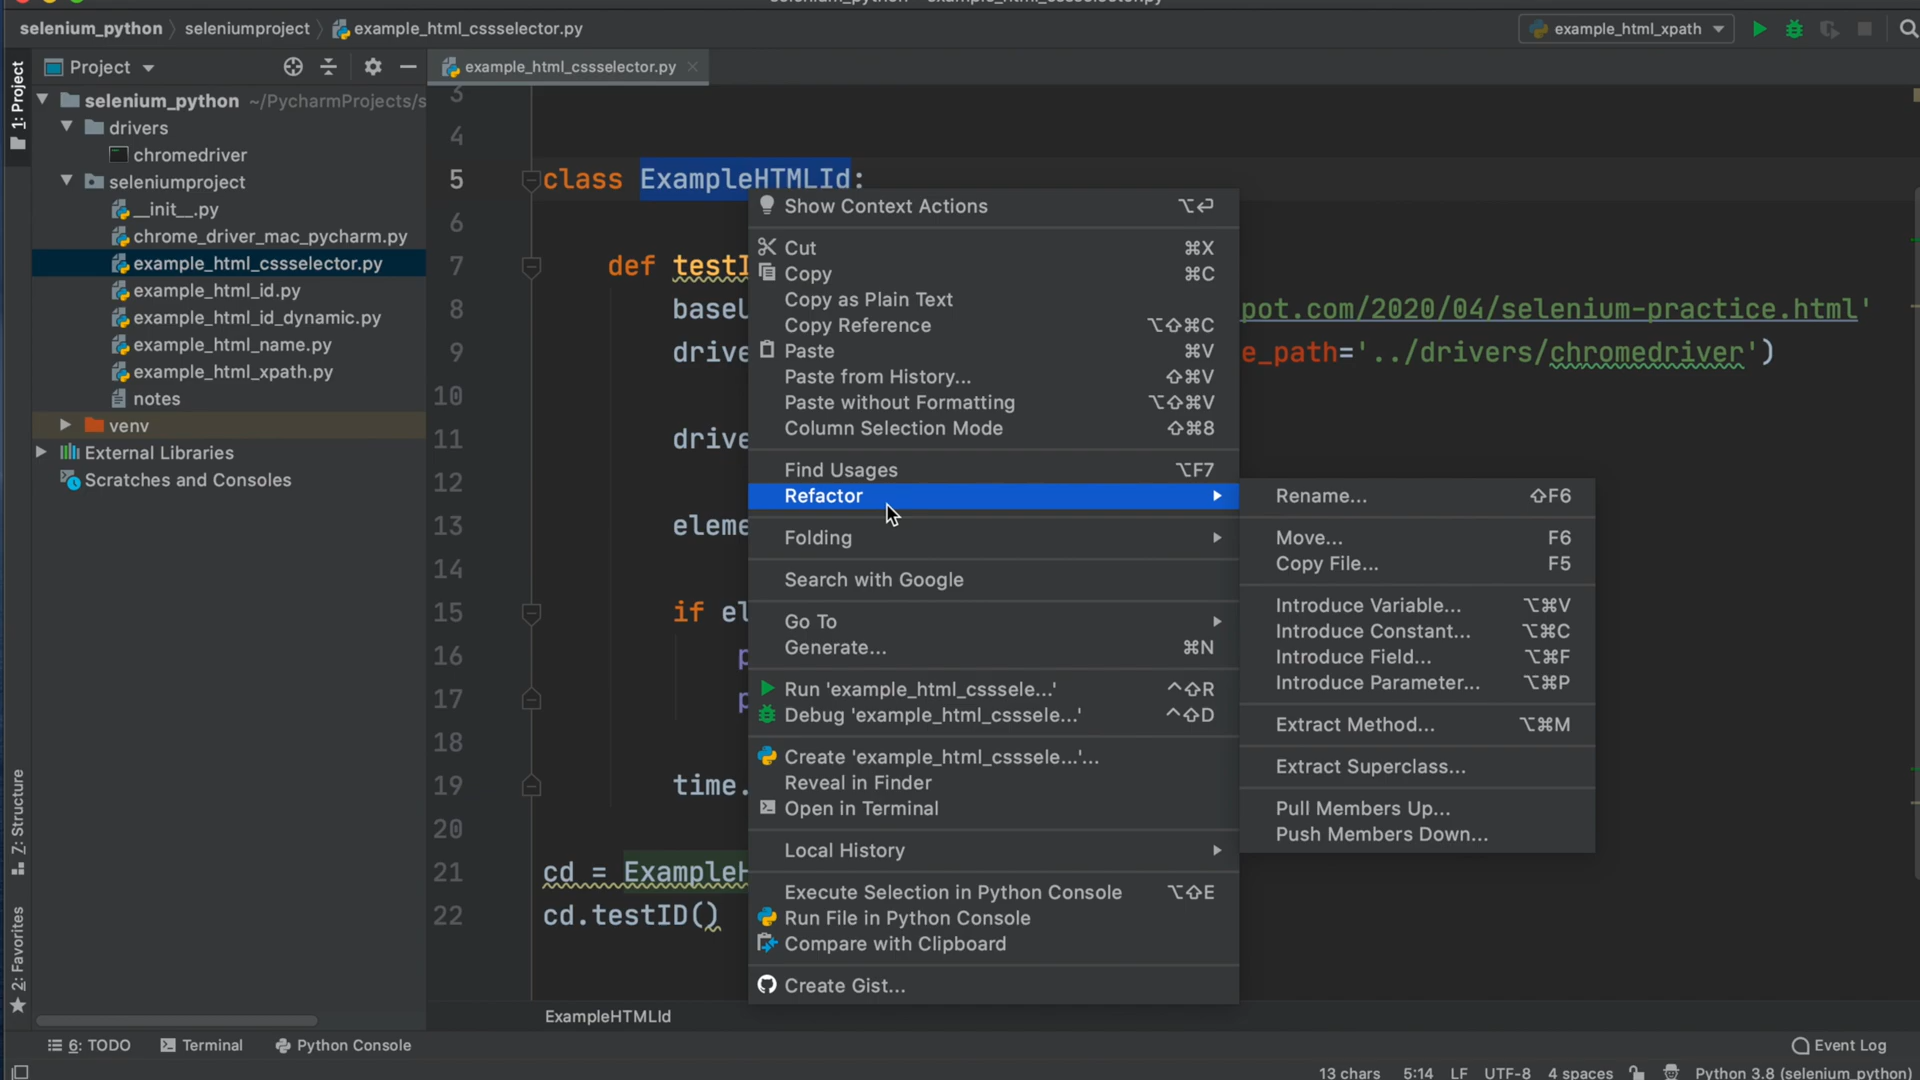 selenium_python
seleniumproject
example_html_cssselector.py
example_html_xpath
1: Project
Project
example_html_cssselector.py
selenium_python ~/PycharmProjects/s
drivers
chromedriver
seleniumproject
__init__.py
chrome_driver_mac_pycharm.py
example_html_cssselector.py
example_html_id.py
example_html_id_dynamic.py
example_html_name.py
example_html_xpath.py
notes
venv
External Libraries
Scratches and Consoles
3
4
5 class ExampleHTMLId:
6
7 def testI
8 baseU pot.com/2020/04/selenium-practice.html'
9 drive e_path='../drivers/chromedriver')
10
11 drive
12
13 eleme
14
15 if el
16 p
17 p
18
19 time.
20
21 cd = ExampleH
22 cd.testID()
Show Context Actions ⌥⏎
Cut ⌘X
Copy ⌘C
Copy as Plain Text
Copy Reference ⌥⇧⌘C
Paste ⌘V
Paste from History... ⇧⌘V
Paste without Formatting ⌥⇧⌘V
Column Selection Mode ⇧⌘8
Find Usages ⌥F7
Refactor
Folding
Search with Google
Go To
Generate... ⌘N
Run 'example_html_csssele...' ^⇧R
Debug 'example_html_csssele...' ^⇧D
Create 'example_html_csssele...'...
Reveal in Finder
Open in Terminal
Local History
Execute Selection in Python Console ⌥⇧E
Run File in Python Console
Compare with Clipboard
Create Gist...
Rename... ⇧F6
Move... F6
Copy File... F5
Introduce Variable... ⌥⌘V
Introduce Constant... ⌥⌘C
Introduce Field... ⌥⌘F
Introduce Parameter... ⌥⌘P
Extract Method... ⌥⌘M
Extract Superclass...
Pull Members Up...
Push Members Down...
Z: Structure
2: Favorites
ExampleHTMLId
6: TODO
Terminal
Python Console
Event Log
13 chars 5:14 LF UTF-8 4 spaces Python 3.8 (selenium_python)